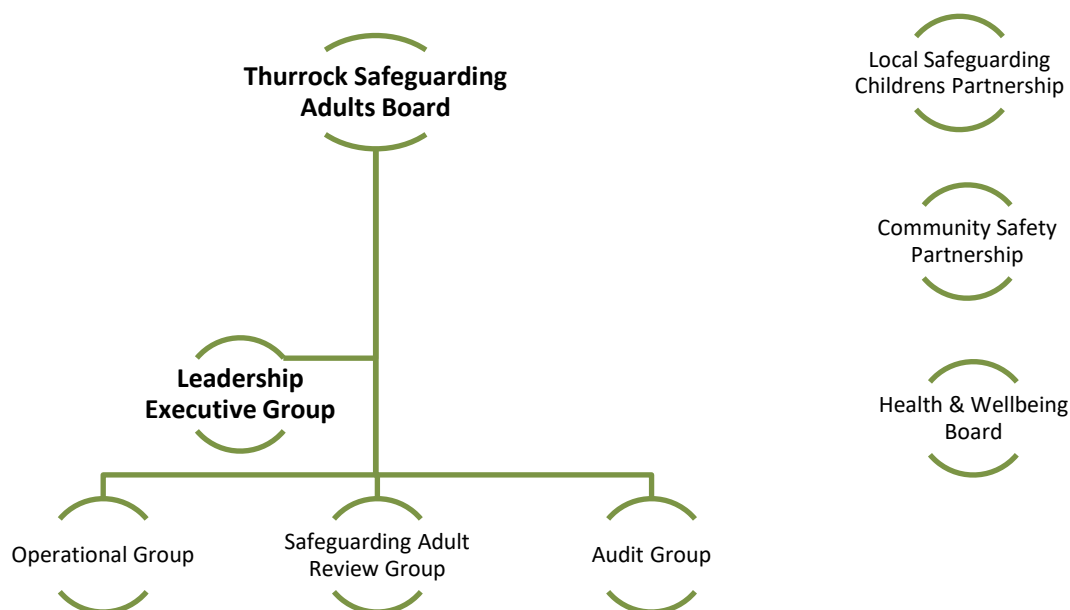 Thurrock Safeguarding
Adults Board
Local Safeguarding
Childrens Partnership
Community Safety
Partnership
Leadership
Executive Group
Health & Wellbeing
Board
Operational Group
Safeguarding Adult
Review Group
Audit Group